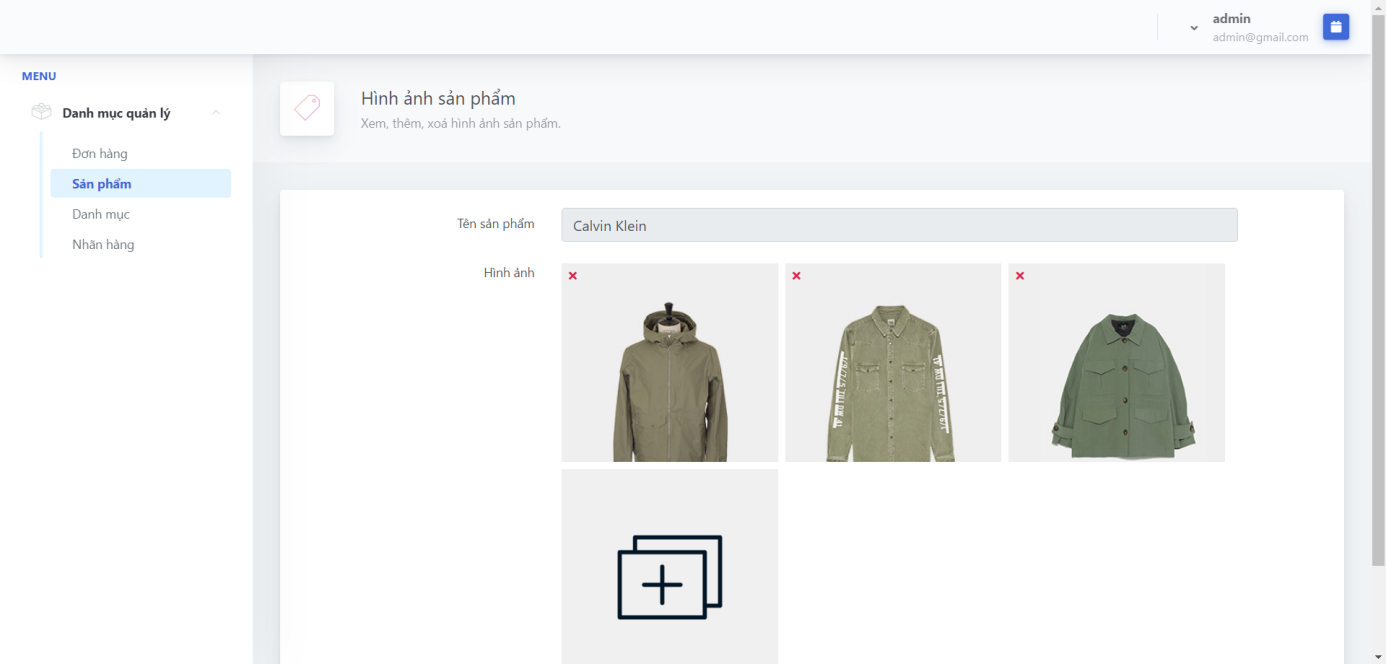 admin
admin@gmail.com
MENU
Danh mục quản lý
Đơn hàng
Sản phẩm
Danh mục
Nhãn hàng
Hình ảnh sản phẩm
Xem, thêm, xoá hình ảnh sản phẩm.
Tên sản phẩm
Calvin Klein
Hình ảnh